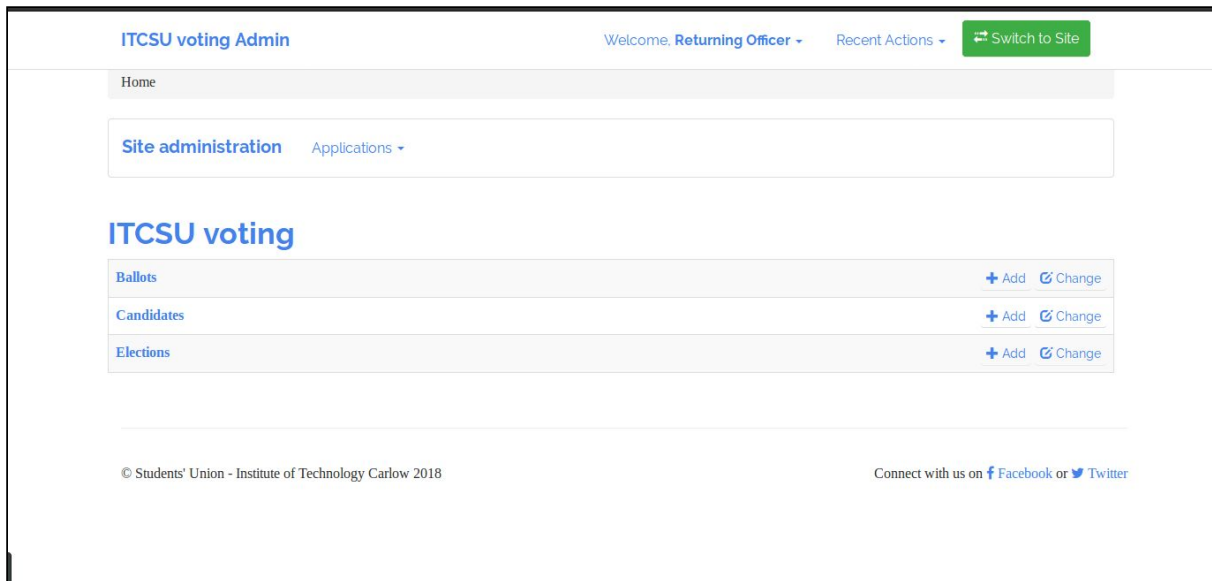 ITCSU voting Admin Welcome, Returning Officer Recent Actions Switch to Site
Home
Site administration Applications
ITCSU voting
Ballots Add Change
Candidates Add Change
Elections Add Change
© Students' Union - Institute of Technology Carlow 2018 Connect with us on Facebook or Twitter